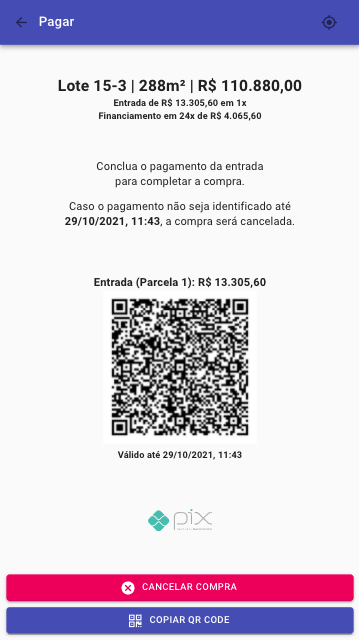 Pagar
Lote 15-3 | 288m² | R$ 110.880,00
Entrada de R$ 13.305,60 em 1x
Financiamento em 24x de R$ 4.065,60
Conclua o pagamento da entrada
para completar a compra.
Caso o pagamento não seja identificado até
29/10/2021, 11:43, a compra será cancelada.
Entrada (Parcela 1): R$ 13.305,60
Válido até 29/10/2021, 11:43
pix
CANCELAR COMPRA
COPIAR QR CODE